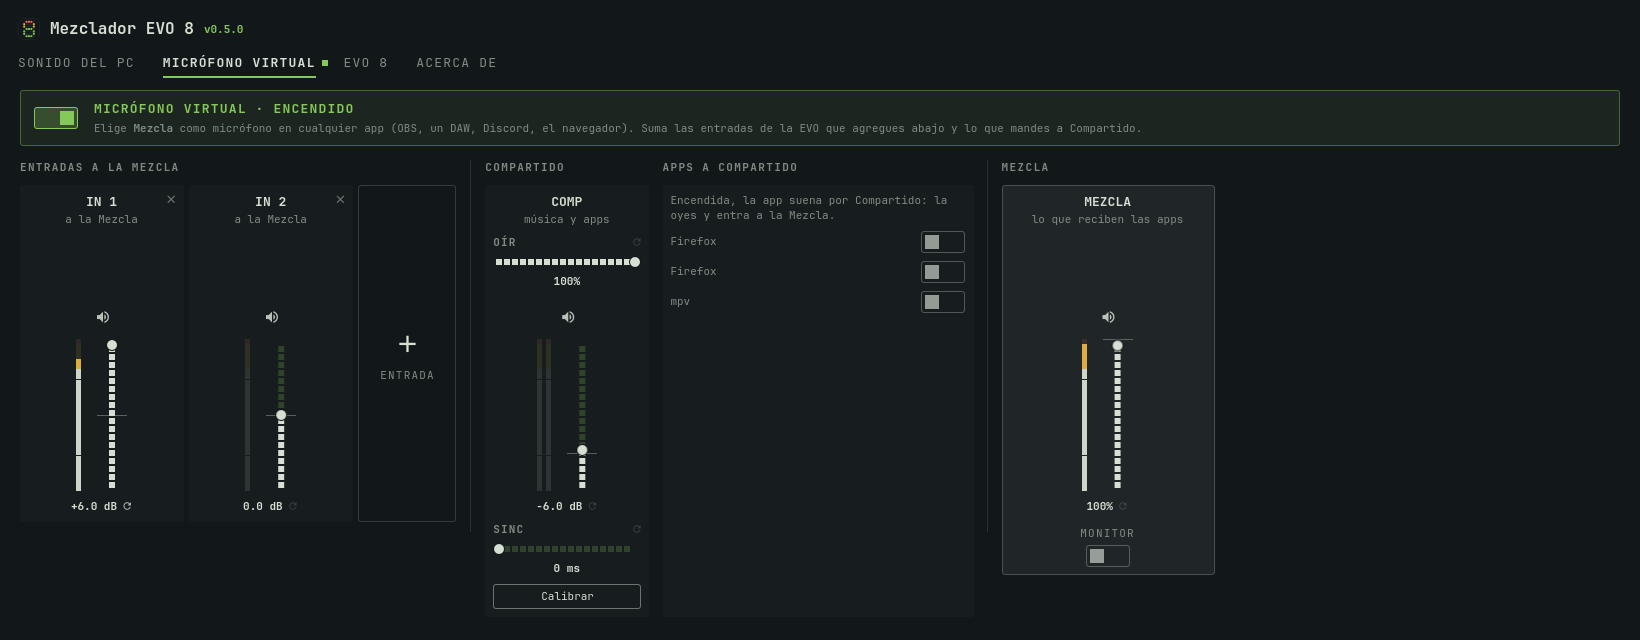 Mezclador EVO 8 v0.5.0
SONIDO DEL PC
MICRÓFONO VIRTUAL
EVO 8
ACERCA DE
MICRÓFONO VIRTUAL · ENCENDIDO
Elige Mezcla como micrófono en cualquier app (OBS, un DAW, Discord, el navegador). Suma las entradas de la EVO que agregues abajo y lo que mandes a Compartido.
ENTRADAS A LA MEZCLA
IN 1
a la Mezcla
+6.0 dB
IN 2
a la Mezcla
0.0 dB
+
ENTRADA
COMPARTIDO
COMP
música y apps
OÍR
100%
-6.0 dB
SINC
0 ms
Calibrar
APPS A COMPARTIDO
Encendida, la app suena por Compartido: la
oyes y entra a la Mezcla.
Firefox
Firefox
mpv
MEZCLA
MEZCLA
lo que reciben las apps
100%
MONITOR